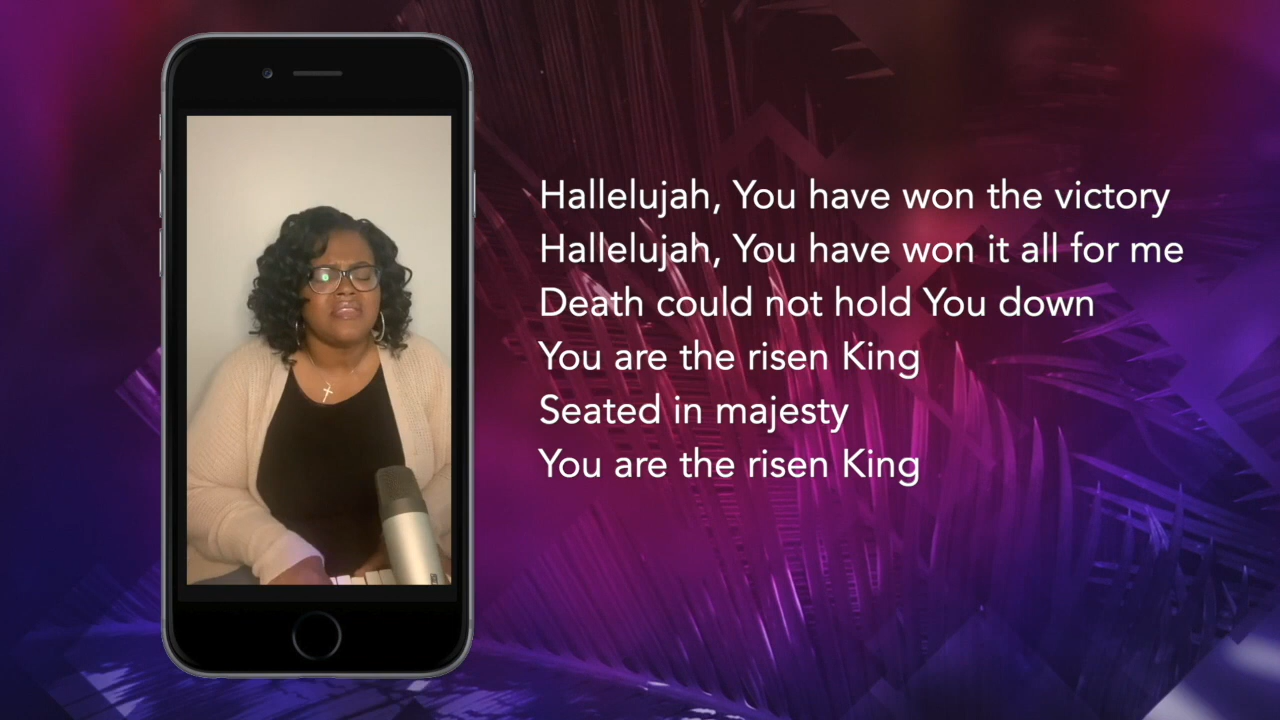 Hallelujah, You have won the victory
Hallelujah, You have won it all for me
Death could not hold You down
You are the risen King
Seated in majesty
You are the risen King